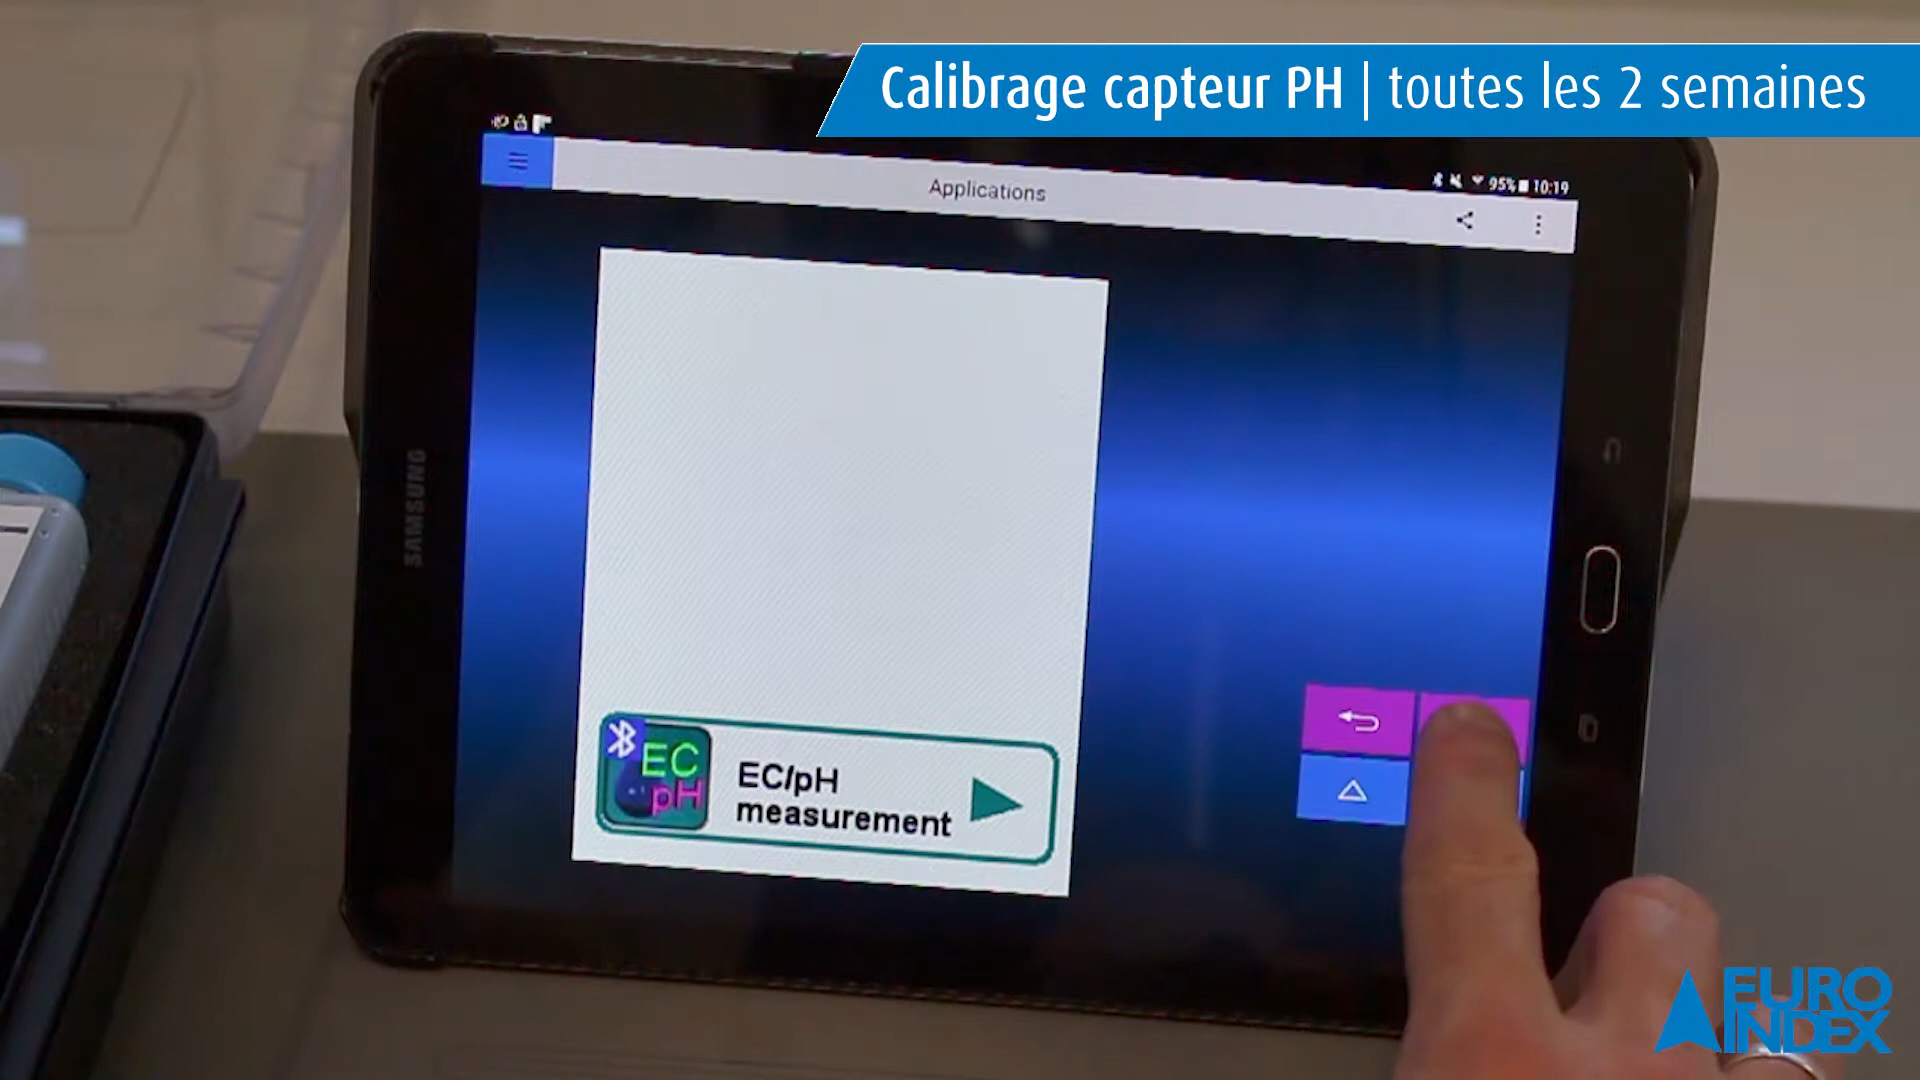 Calibrage capteur PH | toutes les 2 semaines
95% 10:19
Applications
SAMSUNG
EC
pH
EC/pH
measurement
EURO
INDEX